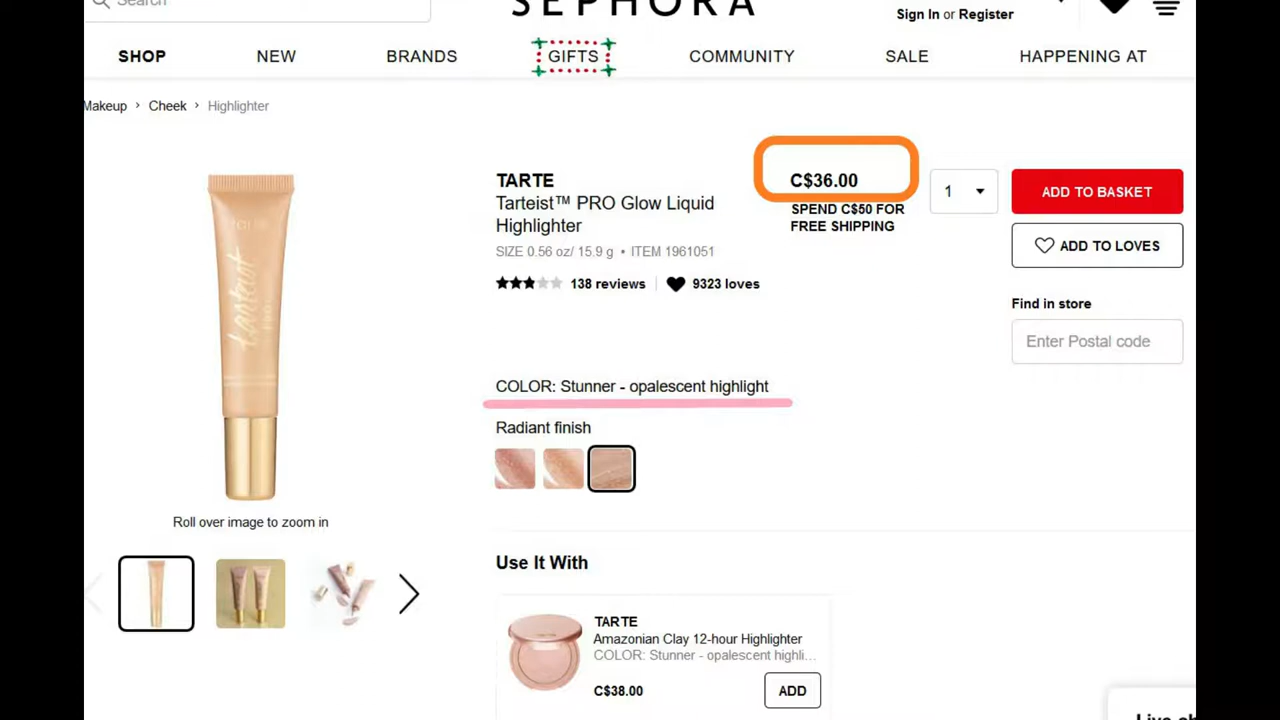 Search
SEPHORA
Sign In or Register
SHOP
NEW
BRANDS
GIFTS
COMMUNITY
SALE
HAPPENING AT
Makeup > Cheek > Highlighter
tarteist
PRO
TARTE
Tarteist™ PRO Glow Liquid
Highlighter
SIZE 0.56 oz/ 15.9 g • ITEM 1961051
138 reviews
9323 loves
C$36.00
SPEND C$50 FOR
FREE SHIPPING
1
ADD TO BASKET
ADD TO LOVES
Find in store
Enter Postal code
COLOR: Stunner - opalescent highlight
Radiant finish
Roll over image to zoom in
Use It With
TARTE
Amazonian Clay 12-hour Highlighter
COLOR: Stunner - opalescent highli...
C$38.00
ADD